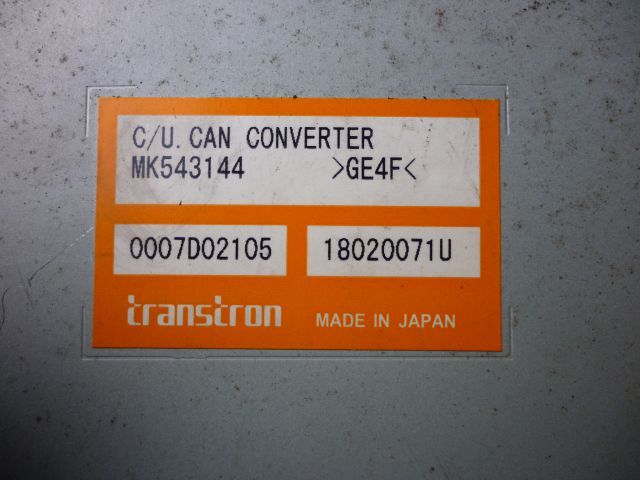 C/U. CAN CONVERTER
MK543144 >GE4F<
0007D02105 18020071U
transtron MADE IN JAPAN